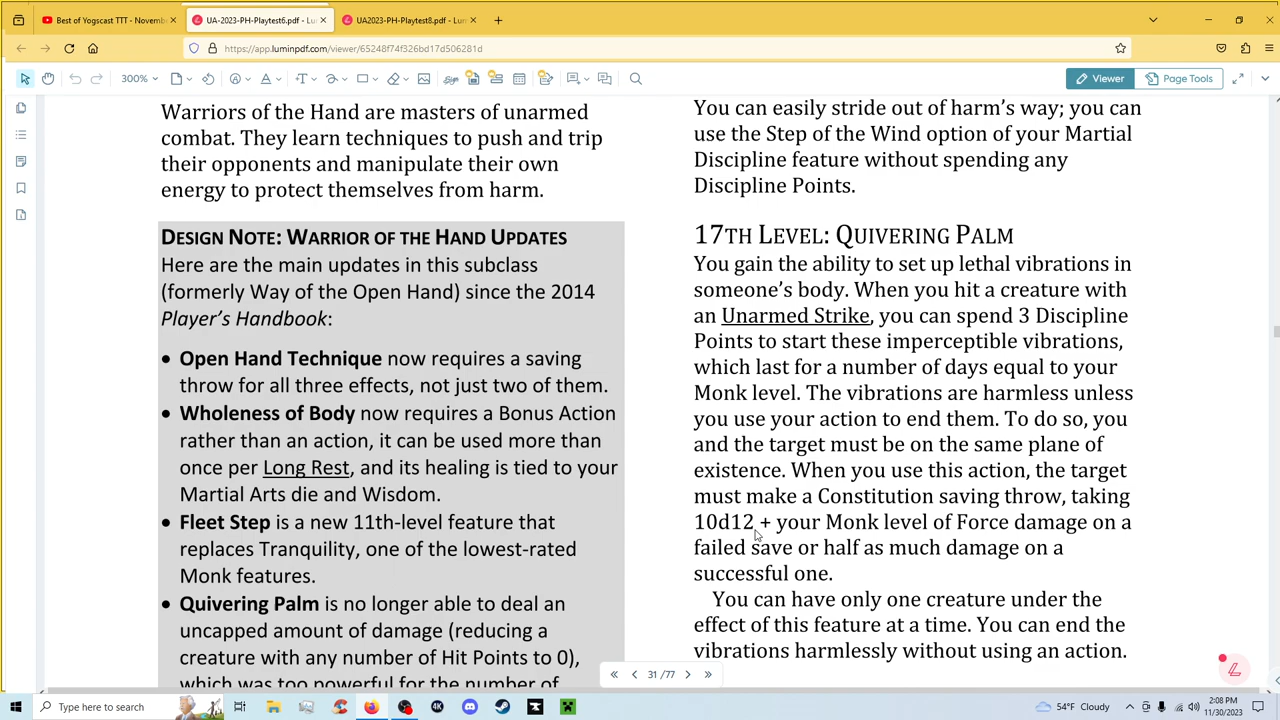 Best of Yogscast TTT - Novembe
UA-2023-PH-Playtest6.pdf - Lum
UA2023-PH-Playtest8.pdf - Lum
https://app.luminpdf.com/viewer/65248f74f326bd17d506281d
300%
Viewer
Page Tools
Warriors of the Hand are masters of unarmed
combat. They learn techniques to push and trip
their opponents and manipulate their own
energy to protect themselves from harm.
DESIGN NOTE: WARRIOR OF THE HAND UPDATES
Here are the main updates in this subclass
(formerly Way of the Open Hand) since the 2014
Player's Handbook:
• Open Hand Technique now requires a saving
throw for all three effects, not just two of them.
• Wholeness of Body now requires a Bonus Action
rather than an action, it can be used more than
once per Long Rest, and its healing is tied to your
Martial Arts die and Wisdom.
• Fleet Step is a new 11th-level feature that
replaces Tranquility, one of the lowest-rated
Monk features.
• Quivering Palm is no longer able to deal an
uncapped amount of damage (reducing a
creature with any number of Hit Points to 0),
which was too powerful for the number of
You can easily stride out of harm's way; you can
use the Step of the Wind option of your Martial
Discipline feature without spending any
Discipline Points.
17TH LEVEL: QUIVERING PALM
You gain the ability to set up lethal vibrations in
someone's body. When you hit a creature with
an Unarmed Strike, you can spend 3 Discipline
Points to start these imperceptible vibrations,
which last for a number of days equal to your
Monk level. The vibrations are harmless unless
you use your action to end them. To do so, you
and the target must be on the same plane of
existence. When you use this action, the target
must make a Constitution saving throw, taking
10d12 + your Monk level of Force damage on a
failed save or half as much damage on a
successful one.
You can have only one creature under the
effect of this feature at a time. You can end the
vibrations harmlessly without using an action.
31 /77
Type here to search
54°F Cloudy
2:08 PM
11/30/2023